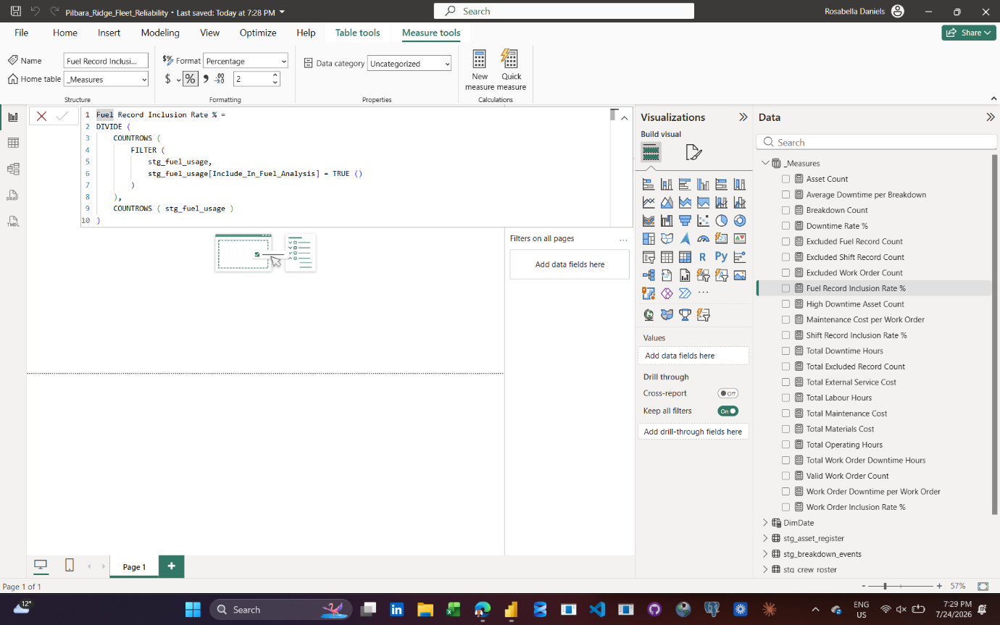 Pilbara_Ridge_Fleet_Reliability • Last saved: Today at 7:28 PM
Search
Rosabella Daniels
File Home Insert Modeling View Optimize Help Table tools Measure tools
Share
Name Fuel Record Inclusi...
Home table _Measures
Structure
Format Percentage
$ % 2
Formatting
Data category Uncategorized
Properties
New measure
Quick measure
Calculations
1 Fuel Record Inclusion Rate % =
2 DIVIDE (
3 COUNTROWS (
4 FILTER (
5 stg_fuel_usage,
6 stg_fuel_usage[Include_In_Fuel_Analysis] = TRUE ()
7 )
8 ),
9 COUNTROWS ( stg_fuel_usage )
10 )
DAX
TMDL
Filters on all pages ...
Add data fields here
Visualizations
Build visual
123
R Py
...
Values
Add data fields here
Drill through
Cross-report Off
Keep all filters On
Add drill-through fields here
Data
Search
_Measures
Asset Count
Average Downtime per Breakdown
Breakdown Count
Downtime Rate %
Excluded Fuel Record Count
Excluded Shift Record Count
Excluded Work Order Count
Fuel Record Inclusion Rate %
High Downtime Asset Count
Maintenance Cost per Work Order
Shift Record Inclusion Rate %
Total Downtime Hours
Total Excluded Record Count
Total External Service Cost
Total Labour Hours
Total Maintenance Cost
Total Materials Cost
Total Operating Hours
Total Work Order Downtime Hours
Valid Work Order Count
Work Order Downtime per Work Order
Work Order Inclusion Rate %
DimDate
stg_asset_register
stg_breakdown_events
stg_crew_roster
Page 1 +
Page 1 of 1
- + 57%
12°
Search
ENG
US
7:29 PM
7/24/2026